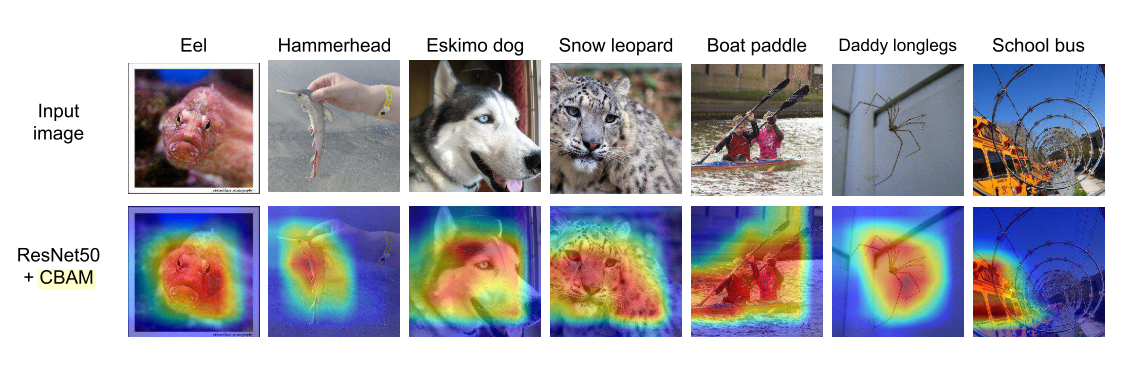 Eel
Hammerhead
Eskimo dog
Snow leopard
Boat paddle
Daddy longlegs
School bus
Input
image
ResNet50
+ CBAM